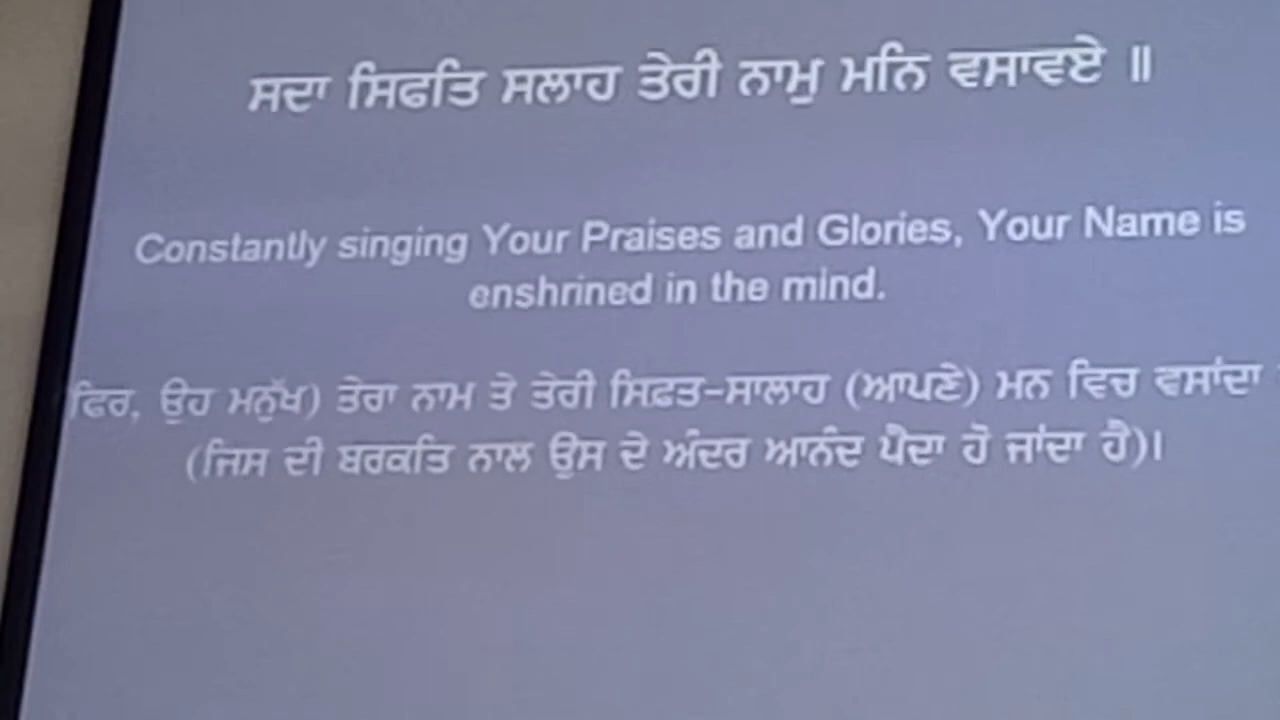 ਸਦਾ ਸਿਫਤਿ ਸਲਾਹ ਤੇਰੀ ਨਾਮੁ ਮਨਿ ਵਸਾਵਏ ॥
Constantly singing Your Praises and Glories, Your Name is
enshrined in the mind.
ਫਿਰ, ਉਹ ਮਨੁੱਖ) ਤੇਰਾ ਨਾਮ ਤੇ ਤੇਰੀ ਸਿਫ਼ਤ-ਸਾਲਾਹ (ਆਪਣੇ) ਮਨ ਵਿਚ ਵਸਾਂਦਾ
(ਜਿਸ ਦੀ ਬਰਕਤਿ ਨਾਲ ਉਸ ਦੇ ਅੰਦਰ ਆਨੰਦ ਪੈਦਾ ਹੋ ਜਾਂਦਾ ਹੈ)।